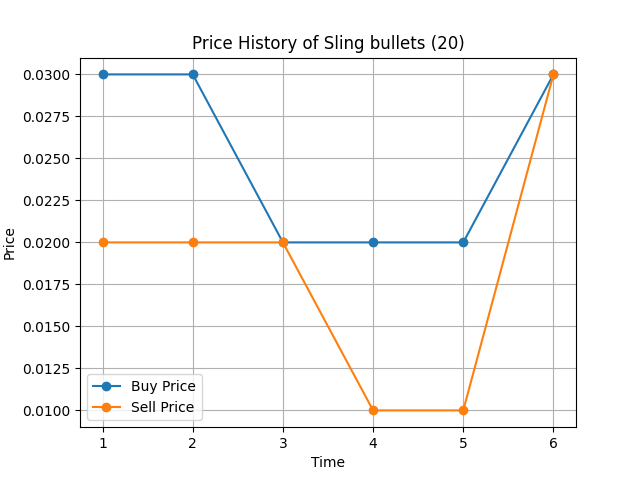 Price History of Sling bullets (20)
Price
0.0300
0.0275
0.0250
0.0225
0.0200
0.0175
0.0150
0.0125
0.0100
Buy Price
Sell Price
1 2 3 4 5 6
Time